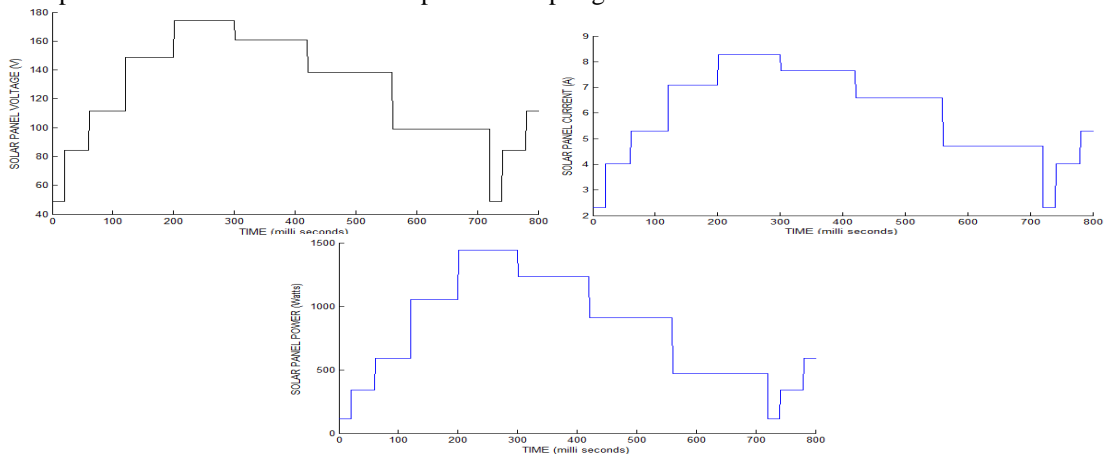 180
160
140
120
100
80
60
40
SOLAR PANEL VOLTAGE (V)
0 100 200 300 400 500 600 700 800
TIME (milli seconds)
9
8
7
6
5
4
3
2
SOLAR PANEL CURRENT (A)
0 100 200 300 400 500 600 700 800
TIME (milli seconds)
1500
1000
500
0
SOLAR PANEL POWER (Watts)
0 100 200 300 400 500 600 700 800
TIME (milli seconds)